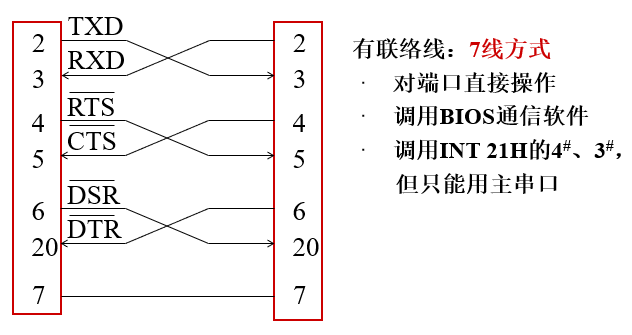 TXD
2 2
RXD
3 3
RTS
4 4
CTS
5 5
DSR
6 6
DTR
20 20
7 7
有联络线：7线方式
· 对端口直接操作
· 调用BIOS通信软件
· 调用INT 21H的4#、3#，
但只能用主串口